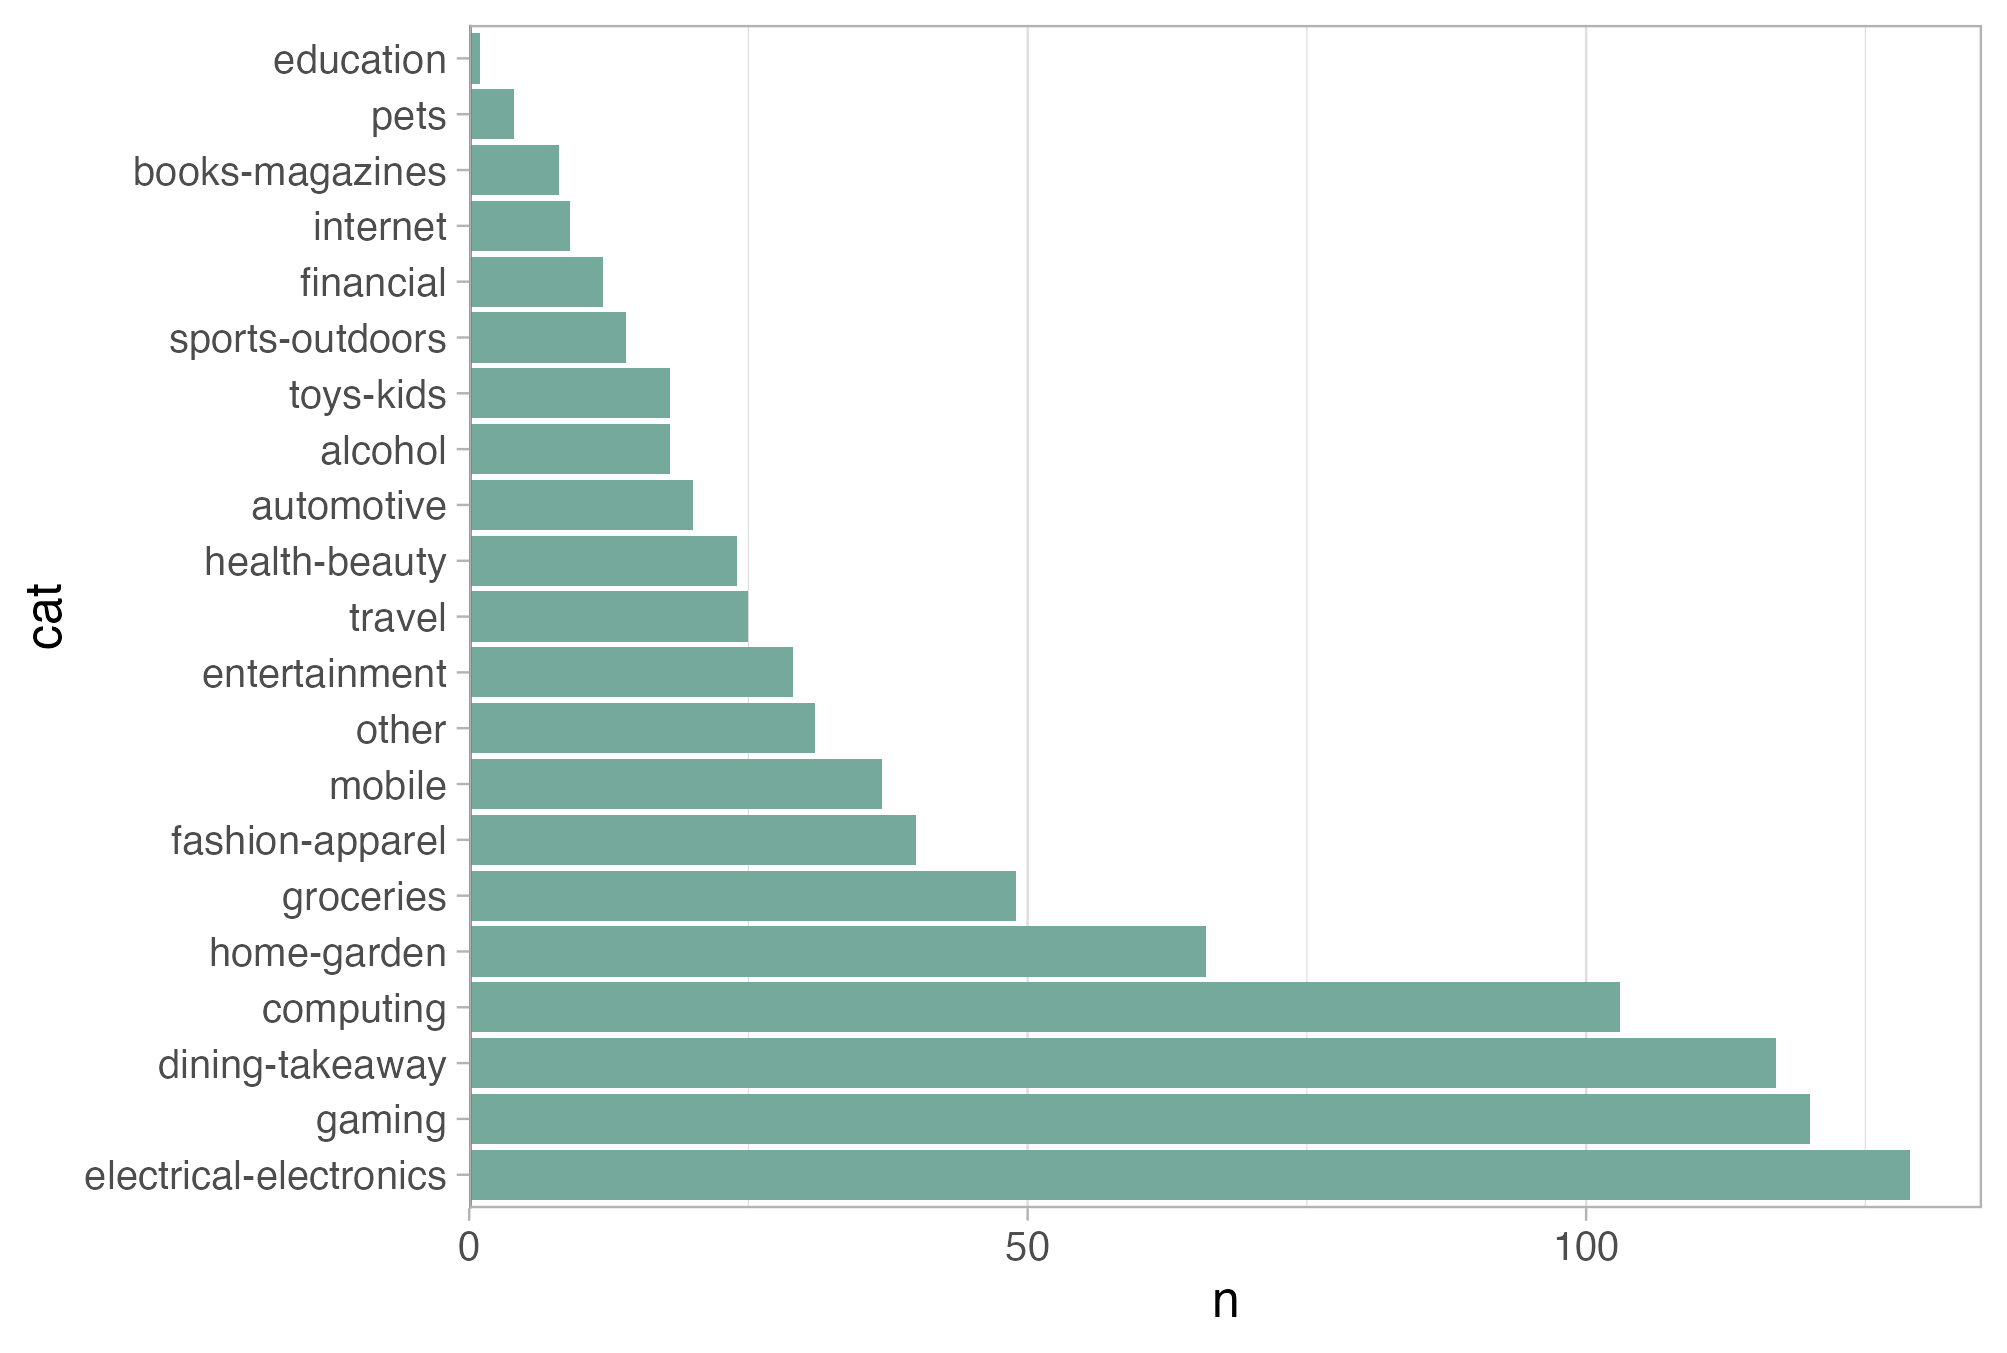 education
pets
books-magazines
internet
financial
sports-outdoors
toys-kids
alcohol
automotive
health-beauty
travel
entertainment
other
mobile
fashion-apparel
groceries
home-garden
computing
dining-takeaway
gaming
electrical-electronics
cat
0 50 100
n